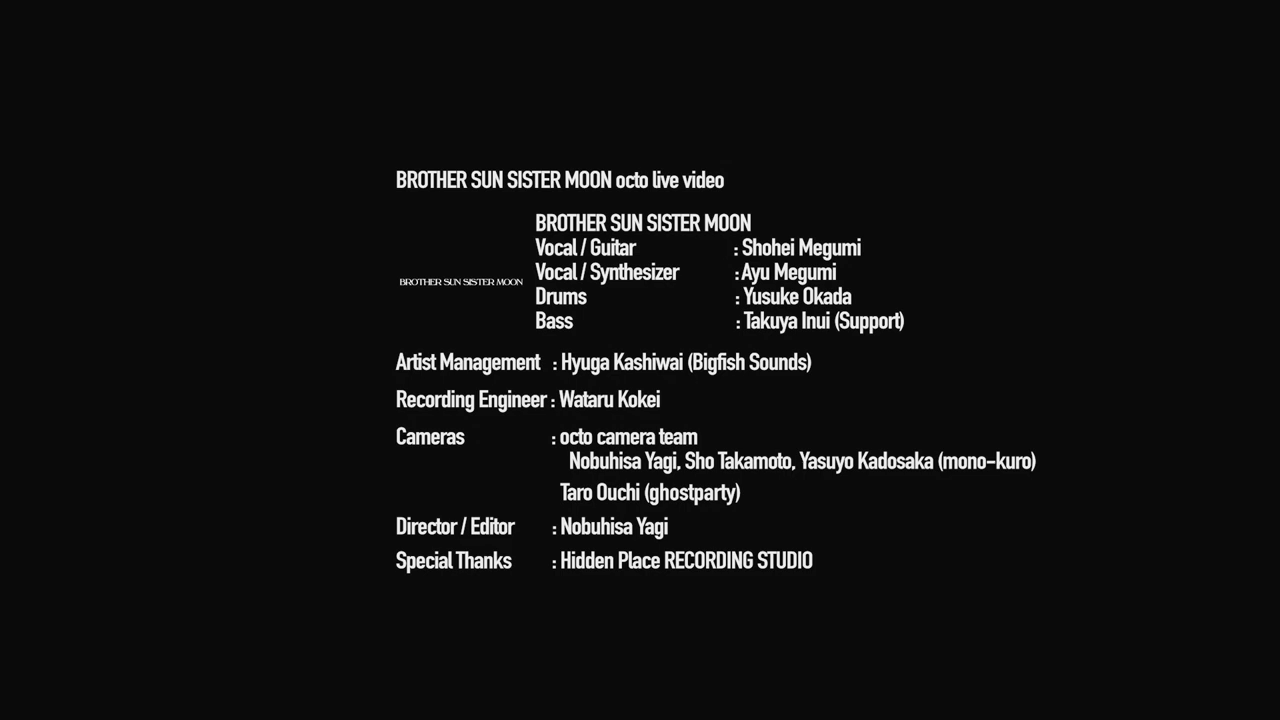 BROTHER SUN SISTER MOON octo live video
BROTHER SUN SISTER MOON
BROTHER SUN SISTER MOON
Vocal / Guitar : Shohei Megumi
Vocal / Synthesizer : Ayu Megumi
Drums : Yusuke Okada
Bass : Takuya Inui (Support)
Artist Management : Hyuga Kashiwai (Bigfish Sounds)
Recording Engineer : Wataru Kokei
Cameras : octo camera team
Nobuhisa Yagi, Sho Takamoto, Yasuyo Kadosaka (mono-kuro)
Taro Ouchi (ghostparty)
Director / Editor : Nobuhisa Yagi
Special Thanks : Hidden Place RECORDING STUDIO